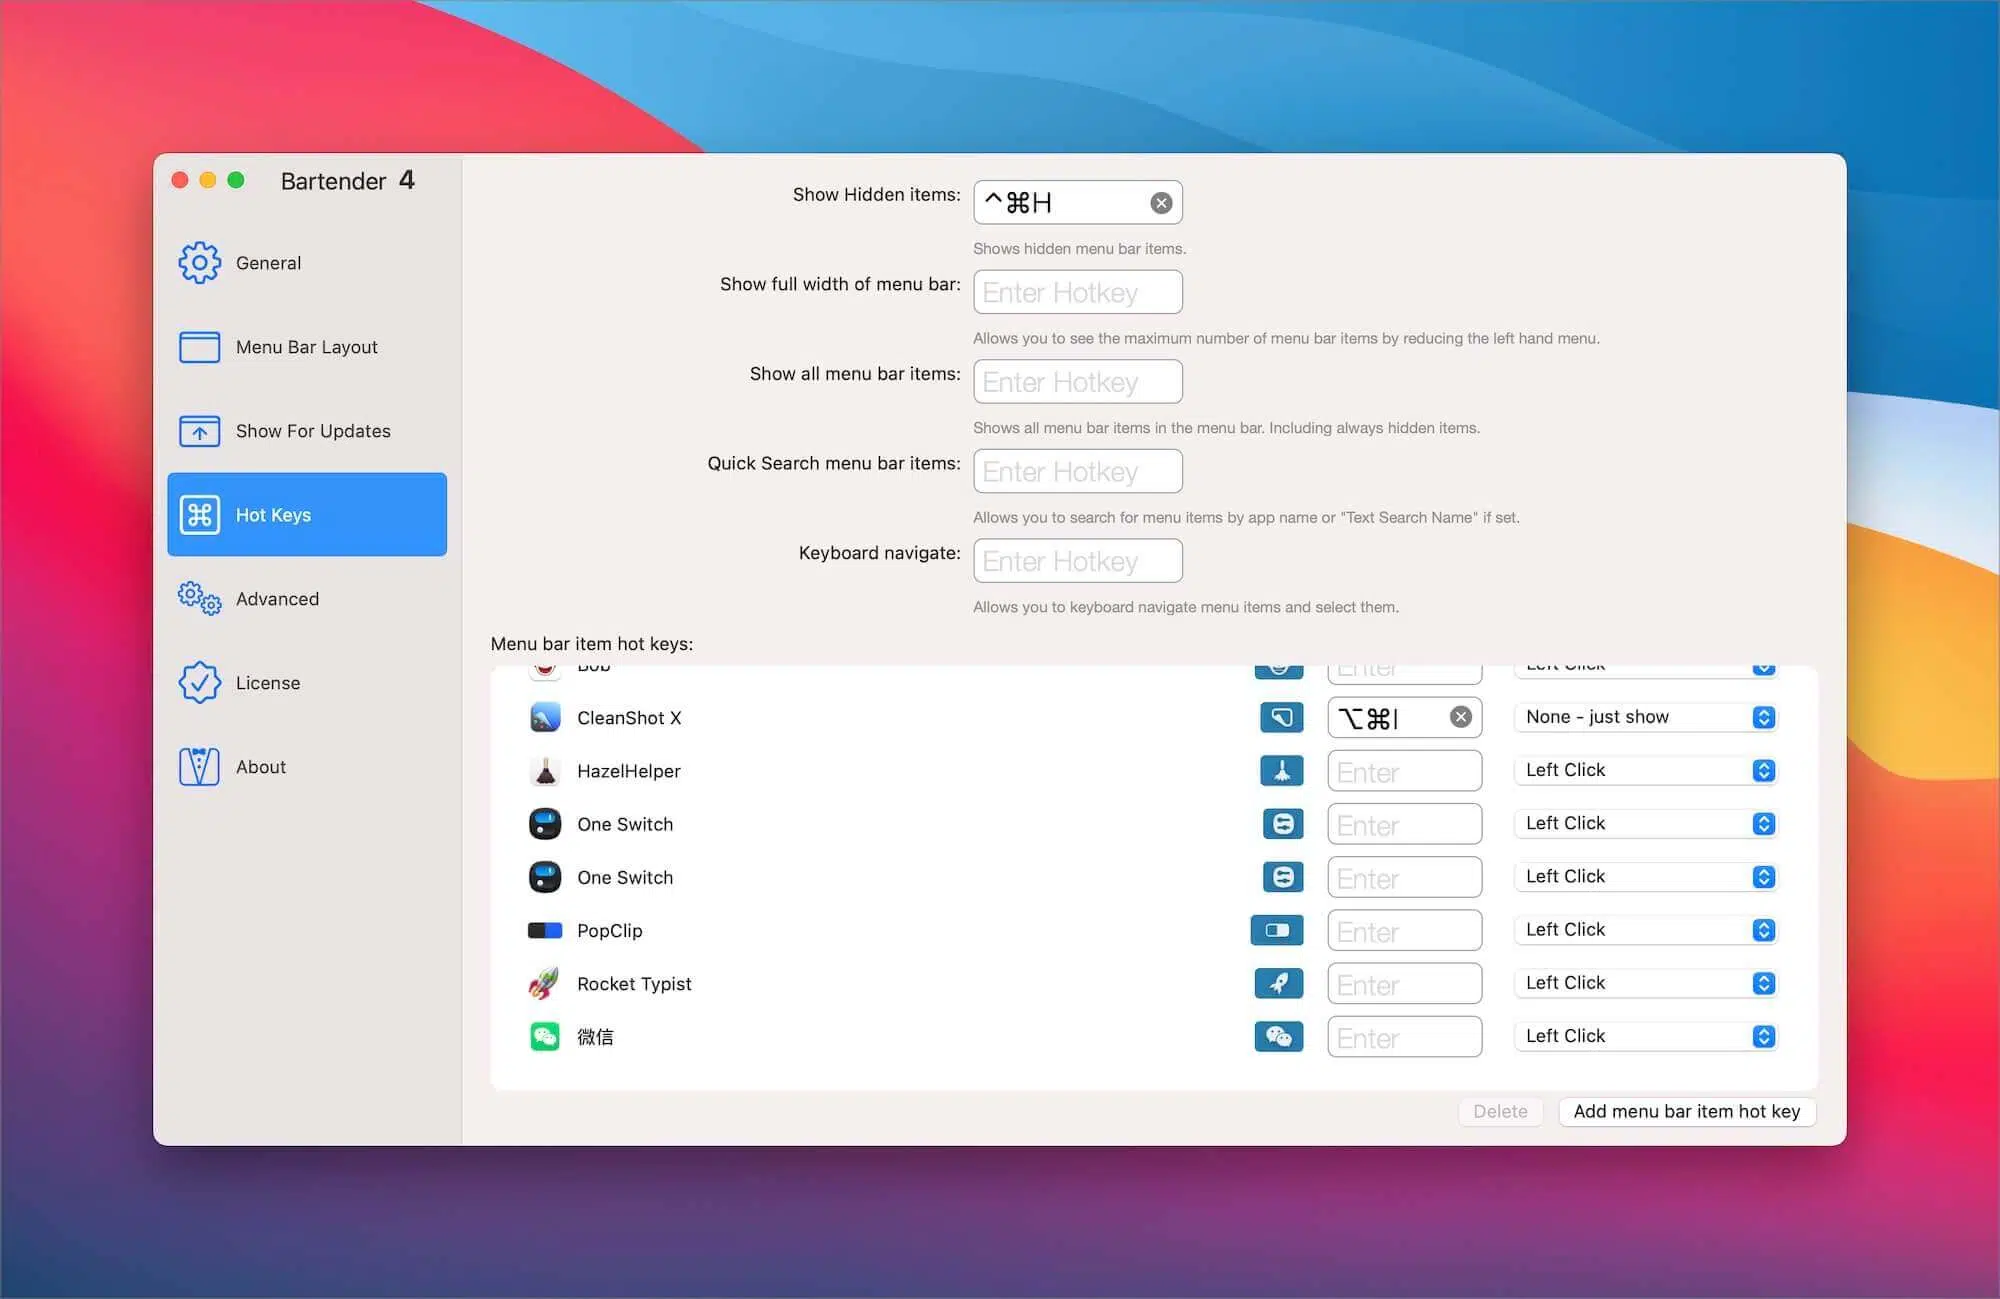 Bartender 4
General
Menu Bar Layout
Show For Updates
Hot Keys
Advanced
License
About
Show Hidden items: ^⌘H
Shows hidden menu bar items.
Show full width of menu bar: Enter Hotkey
Allows you to see the maximum number of menu bar items by reducing the left hand menu.
Show all menu bar items: Enter Hotkey
Shows all menu bar items in the menu bar. Including always hidden items.
Quick Search menu bar items: Enter Hotkey
Allows you to search for menu items by app name or "Text Search Name" if set.
Keyboard navigate: Enter Hotkey
Allows you to keyboard navigate menu items and select them.
Menu bar item hot keys:
Bob Enter Left Click
CleanShot X ⌥⌘I None - just show
HazelHelper Enter Left Click
One Switch Enter Left Click
One Switch Enter Left Click
PopClip Enter Left Click
Rocket Typist Enter Left Click
微信 Enter Left Click
Delete Add menu bar item hot key